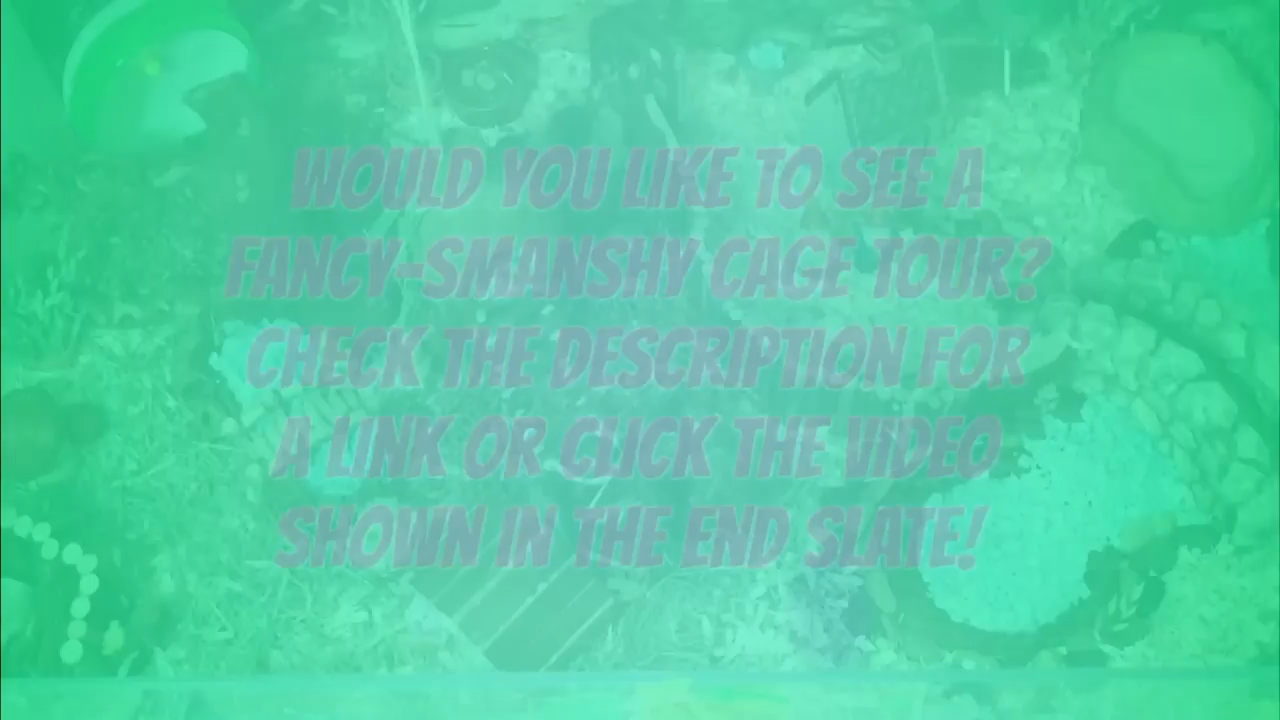 WOULD YOU LIKE TO SEE A
FANCY-SMANSHY CAGE TOUR?
CHECK THE DESCRIPTION FOR
A LINK OR CLICK THE VIDEO
SHOWN IN THE END SLATE!